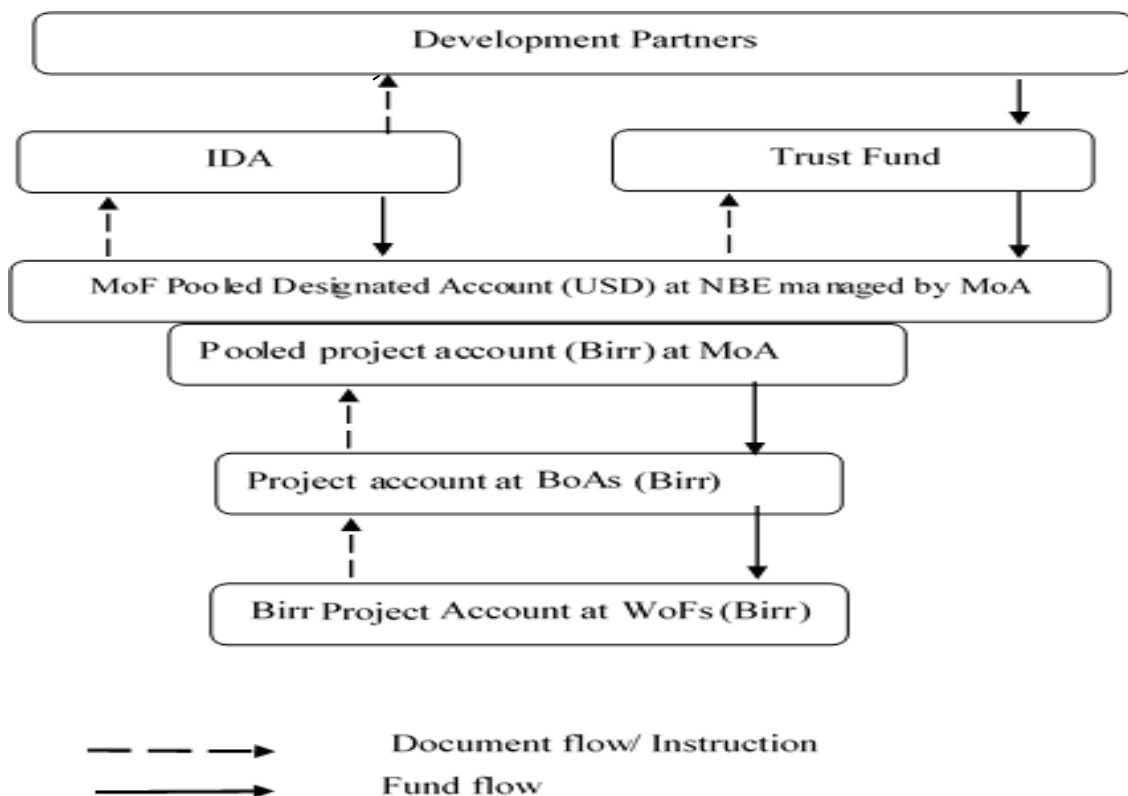 Development Partners
IDA
Trust Fund
MoF Pooled Designated Account (USD) at NBE managed by MoA
Pooled project account (Birr) at MoA
Project account at BoAs (Birr)
Birr Project Account at WoFs (Birr)
Document flow/ Instruction
Fund flow